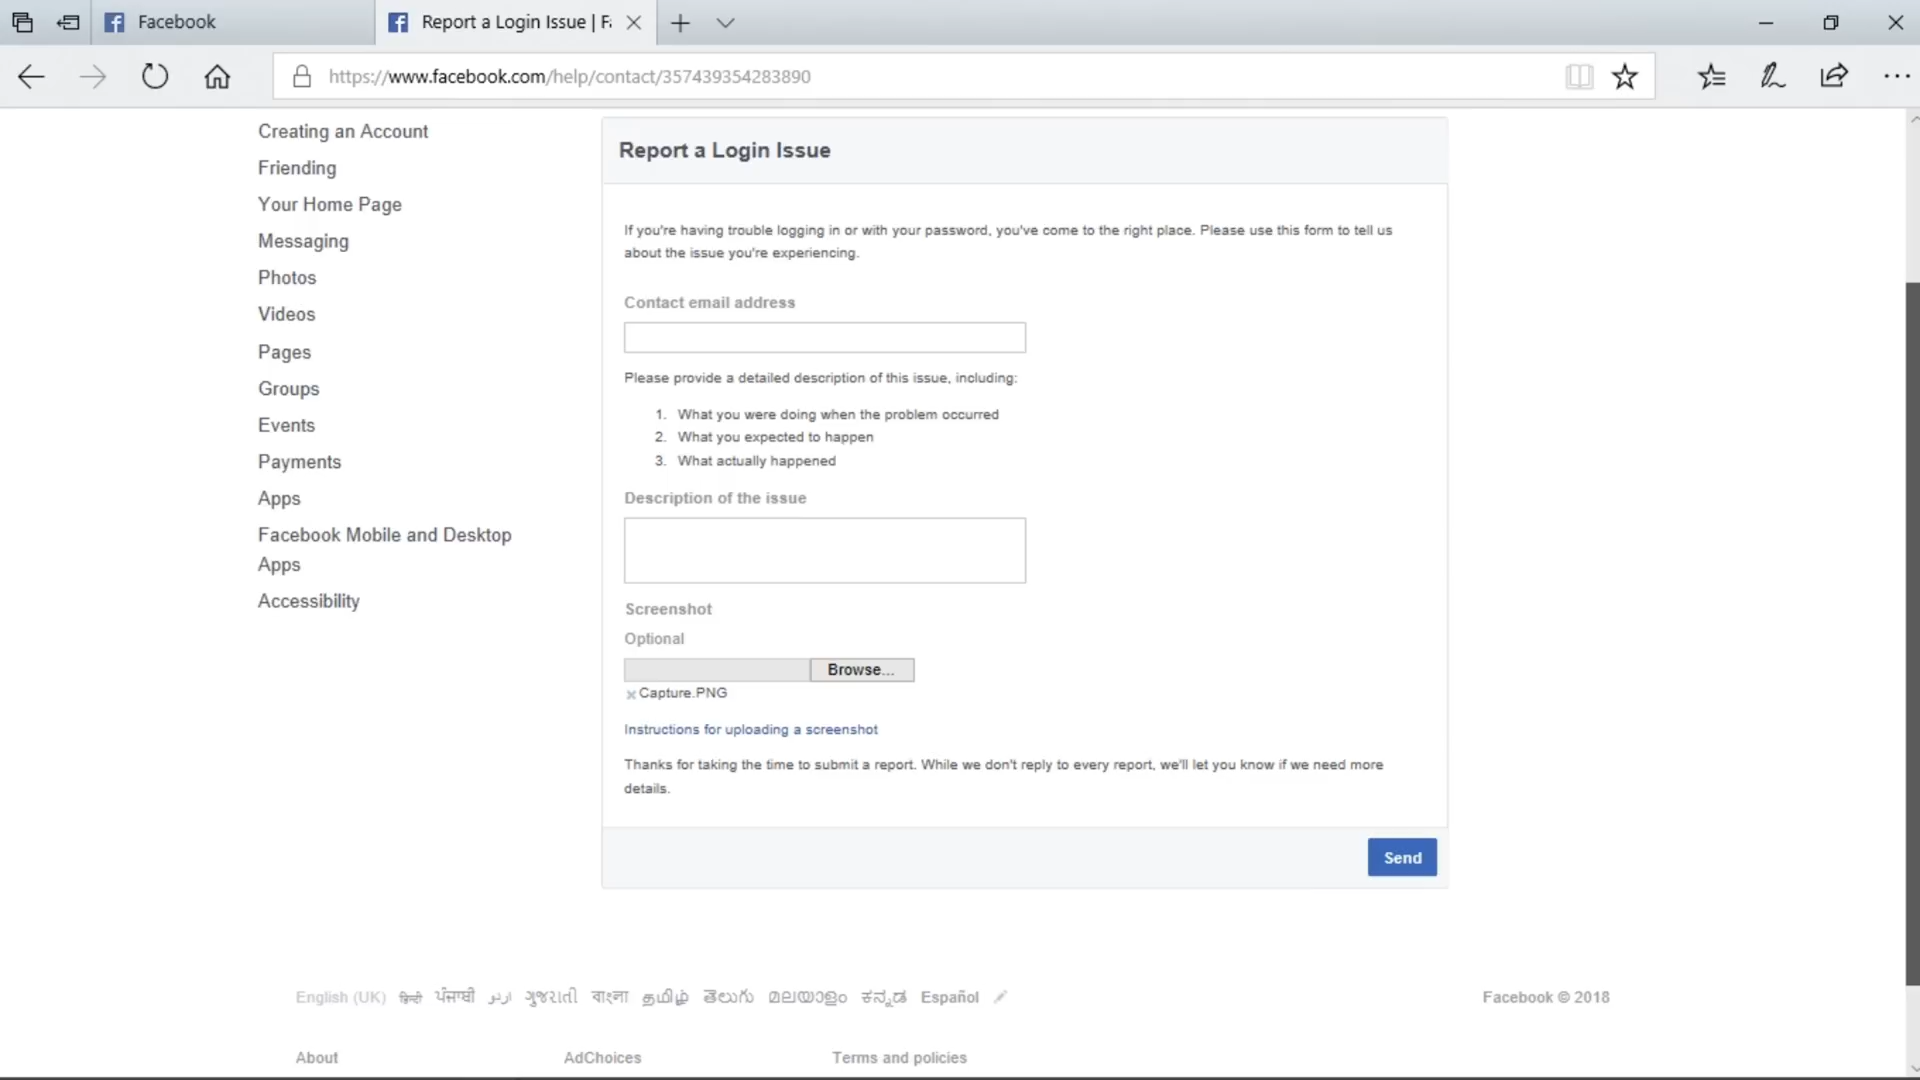 Facebook
Report a Login Issue | Fa
https://www.facebook.com/help/contact/357439354283890
Creating an Account
Friending
Your Home Page
Messaging
Photos
Videos
Pages
Groups
Events
Payments
Apps
Facebook Mobile and Desktop
Apps
Accessibility
Report a Login Issue
If you're having trouble logging in or with your password, you've come to the right place. Please use this form to tell us
about the issue you're experiencing.
Contact email address
Please provide a detailed description of this issue, including:
1. What you were doing when the problem occurred
2. What you expected to happen
3. What actually happened
Description of the issue
Screenshot
Optional
Browse...
Capture.PNG
Instructions for uploading a screenshot
Thanks for taking the time to submit a report. While we don't reply to every report, we'll let you know if we need more
details.
Send
English (UK) हिन्दी ਪੰਜਾਬੀ اردو ગુજરાતી বাংলা தமிழ் తెలుగు മലയാളം ಕನ್ನಡ Español
Facebook © 2018
About AdChoices Terms and policies